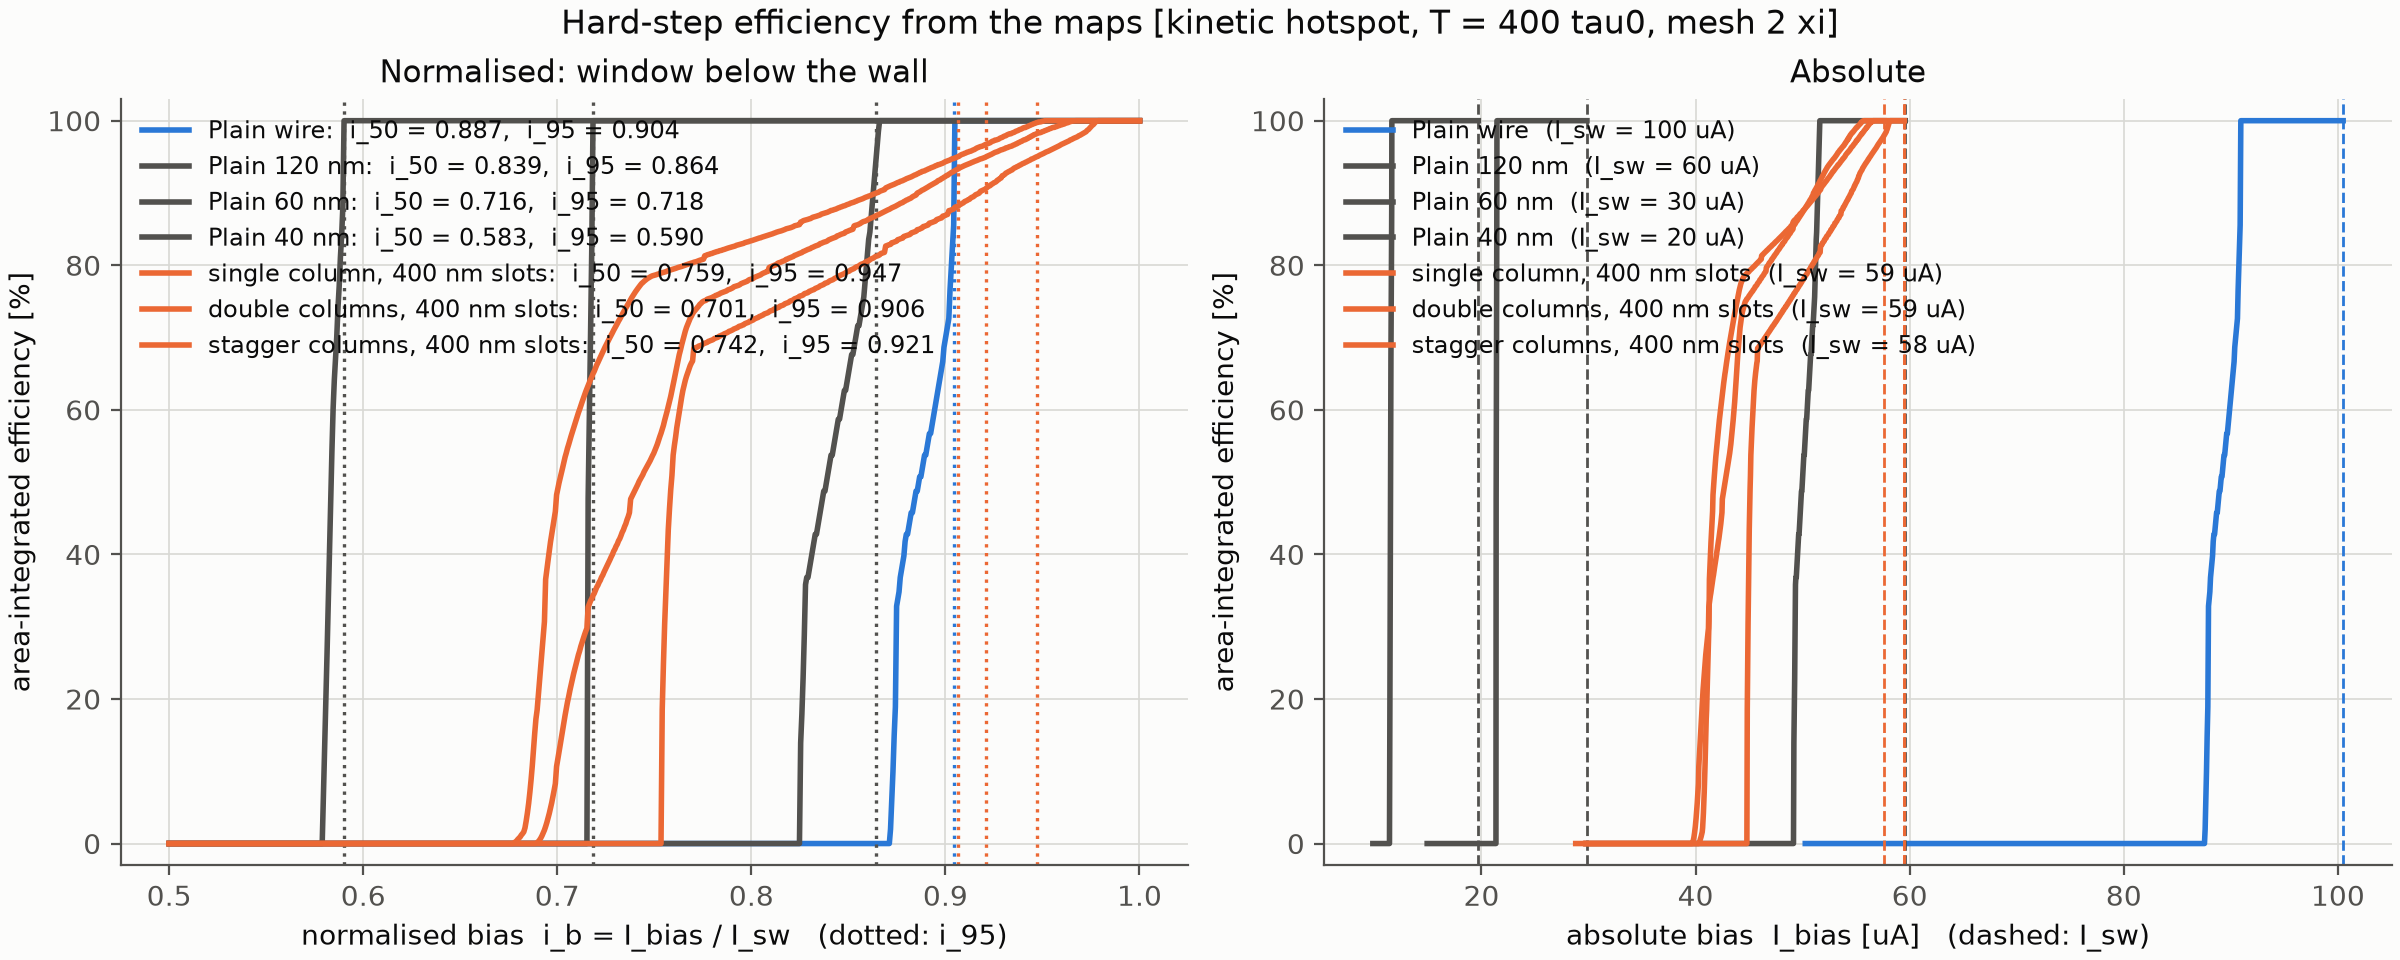 Hard-step efficiency from the maps [kinetic hotspot, T = 400 tau0, mesh 2 xi]
Normalised: window below the wall
area-integrated efficiency [%]
100
80
60
40
20
0
Plain wire:  i_50 = 0.887,  i_95 = 0.904
Plain 120 nm:  i_50 = 0.839,  i_95 = 0.864
Plain 60 nm:  i_50 = 0.716,  i_95 = 0.718
Plain 40 nm:  i_50 = 0.583,  i_95 = 0.590
single column, 400 nm slots:  i_50 = 0.759,  i_95 = 0.947
double columns, 400 nm slots:  i_50 = 0.701,  i_95 = 0.906
stagger columns, 400 nm slots:  i_50 = 0.742,  i_95 = 0.921
0.5 0.6 0.7 0.8 0.9 1.0
normalised bias  i_b = I_bias / I_sw   (dotted: i_95)
Absolute
area-integrated efficiency [%]
100
80
60
40
20
0
Plain wire  (I_sw = 100 uA)
Plain 120 nm  (I_sw = 60 uA)
Plain 60 nm  (I_sw = 30 uA)
Plain 40 nm  (I_sw = 20 uA)
single column, 400 nm slots  (I_sw = 59 uA)
double columns, 400 nm slots  (I_sw = 59 uA)
stagger columns, 400 nm slots  (I_sw = 58 uA)
20 40 60 80 100
absolute bias  I_bias [uA]   (dashed: I_sw)